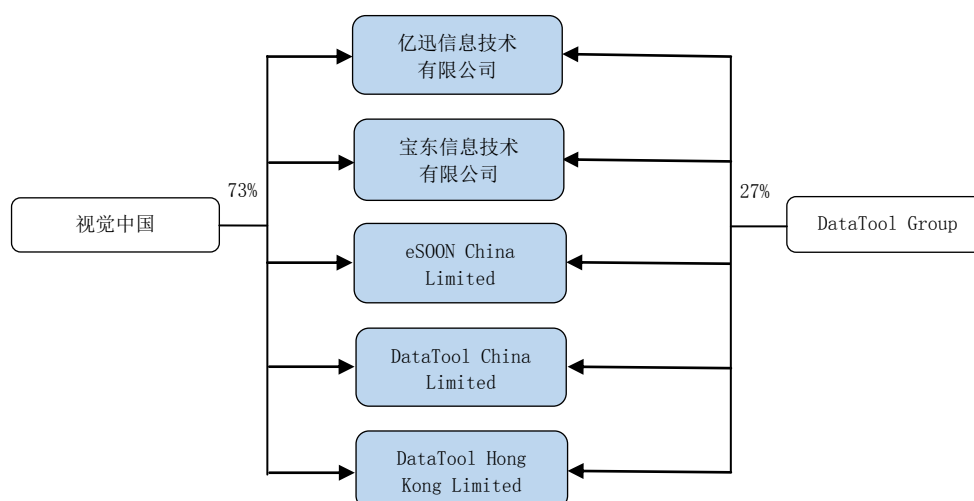 亿迅信息技术
有限公司
宝东信息技术
有限公司
73%
27%
视觉中国
DataTool Group
eSOON China
Limited
DataTool China
Limited
DataTool Hong
Kong Limited